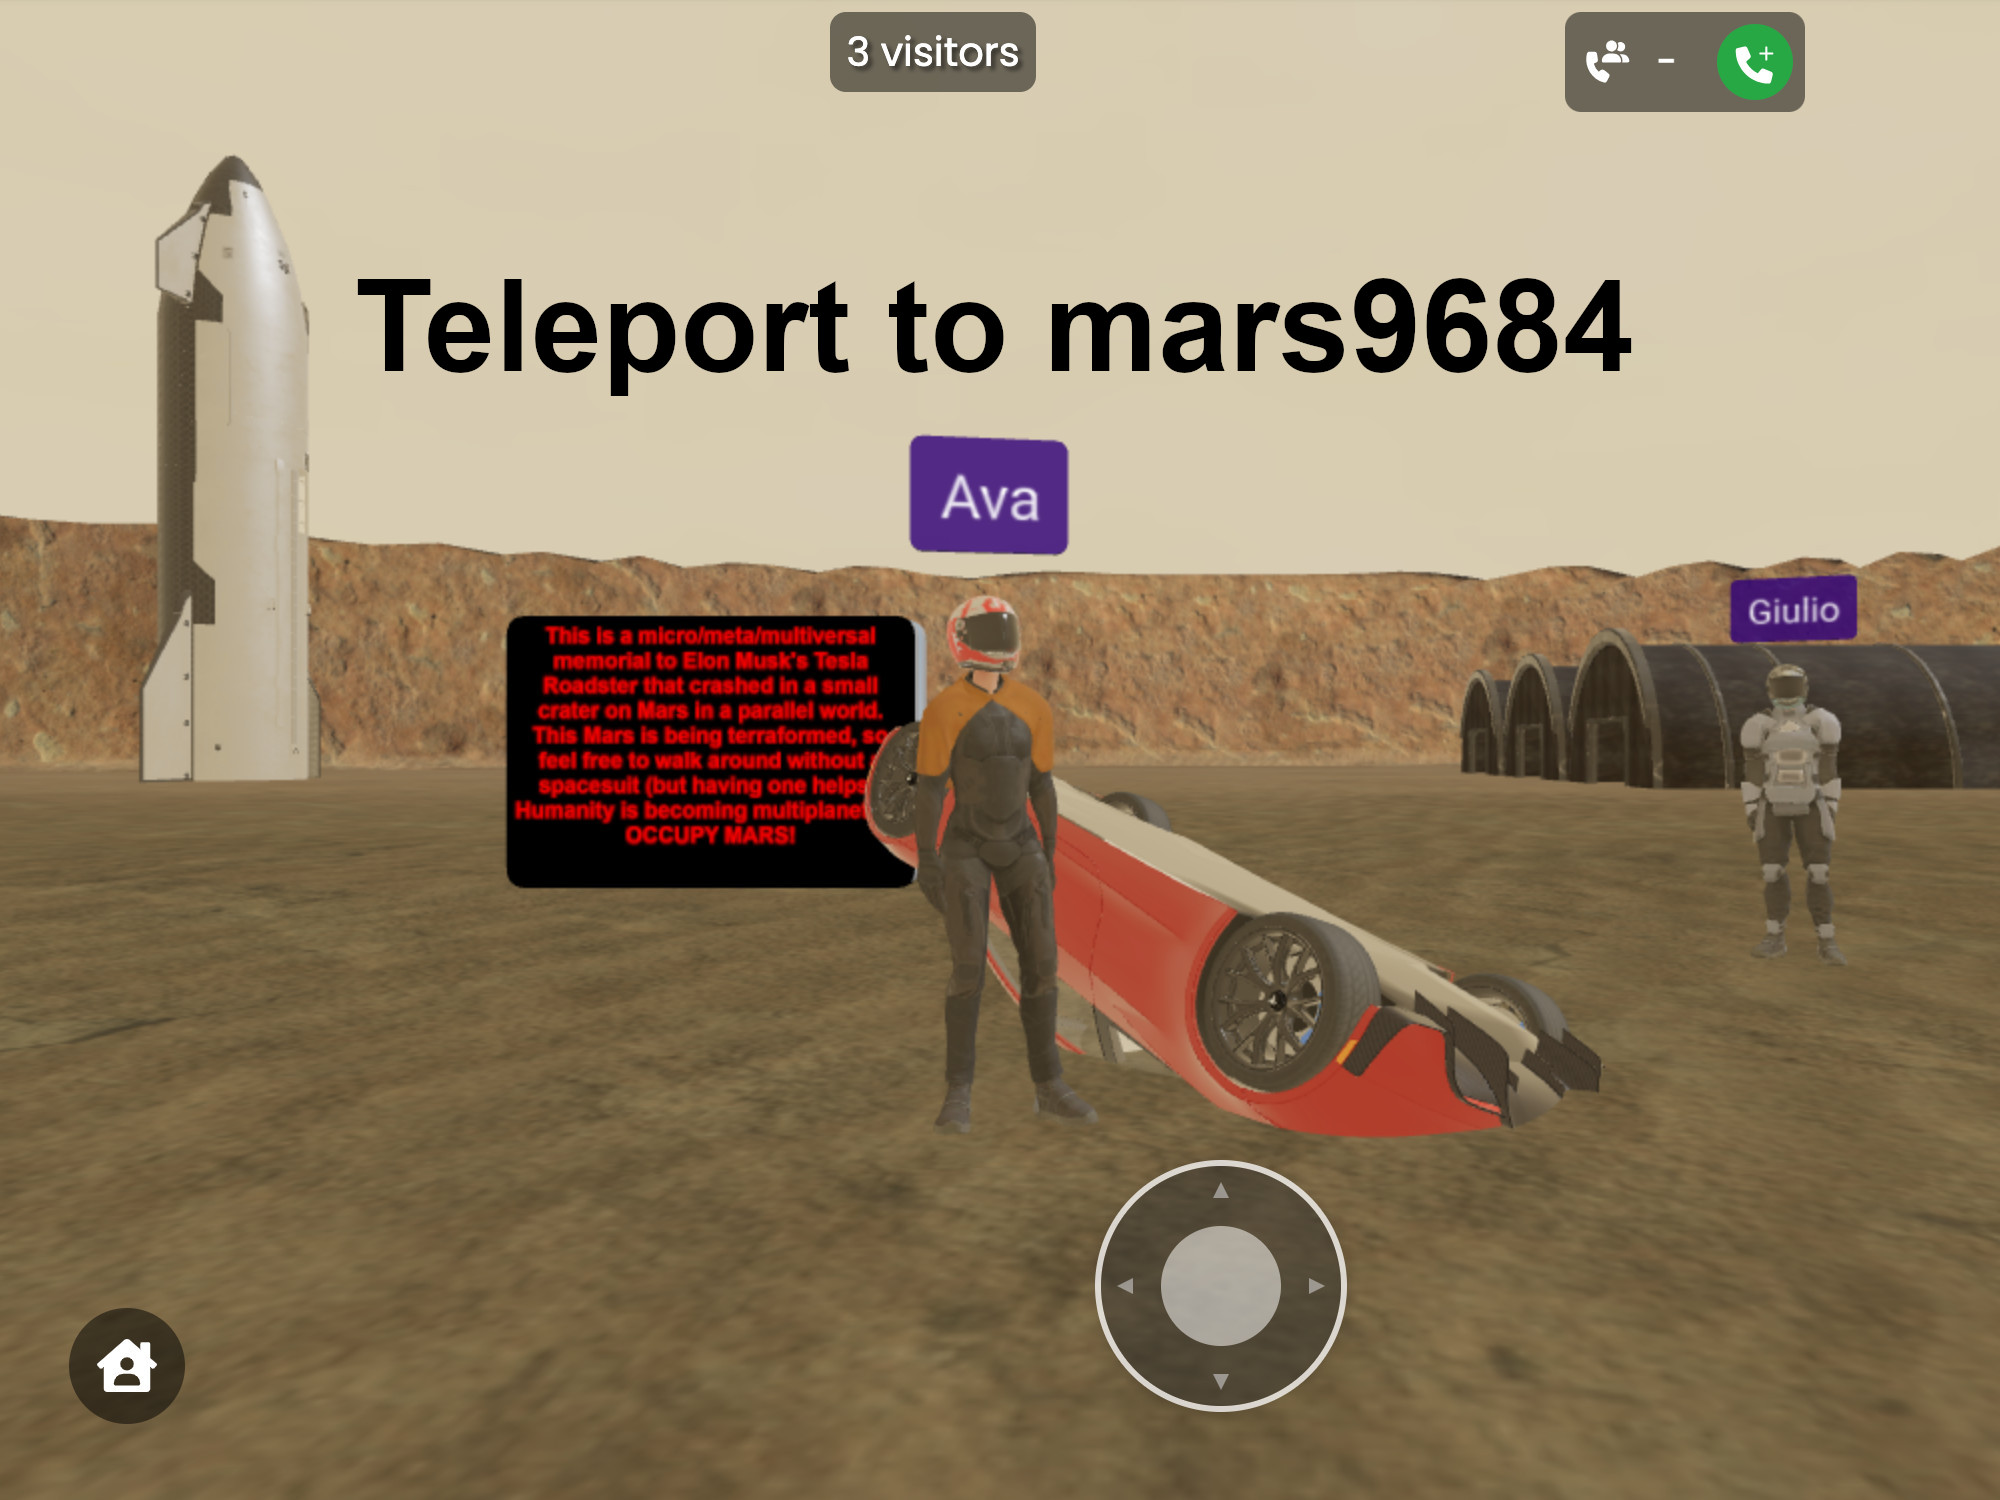 3 visitors
-
Teleport to mars9684
Ava
Giulio
This is a micro/meta/multiversal
memorial to Elon Musk's Tesla
Roadster that crashed in a small
crater on Mars in a parallel world.
This Mars is being terraformed, so
feel free to walk around without
spacesuit (but having one helps
Humanity is becoming multiplane
OCCUPY MARS!